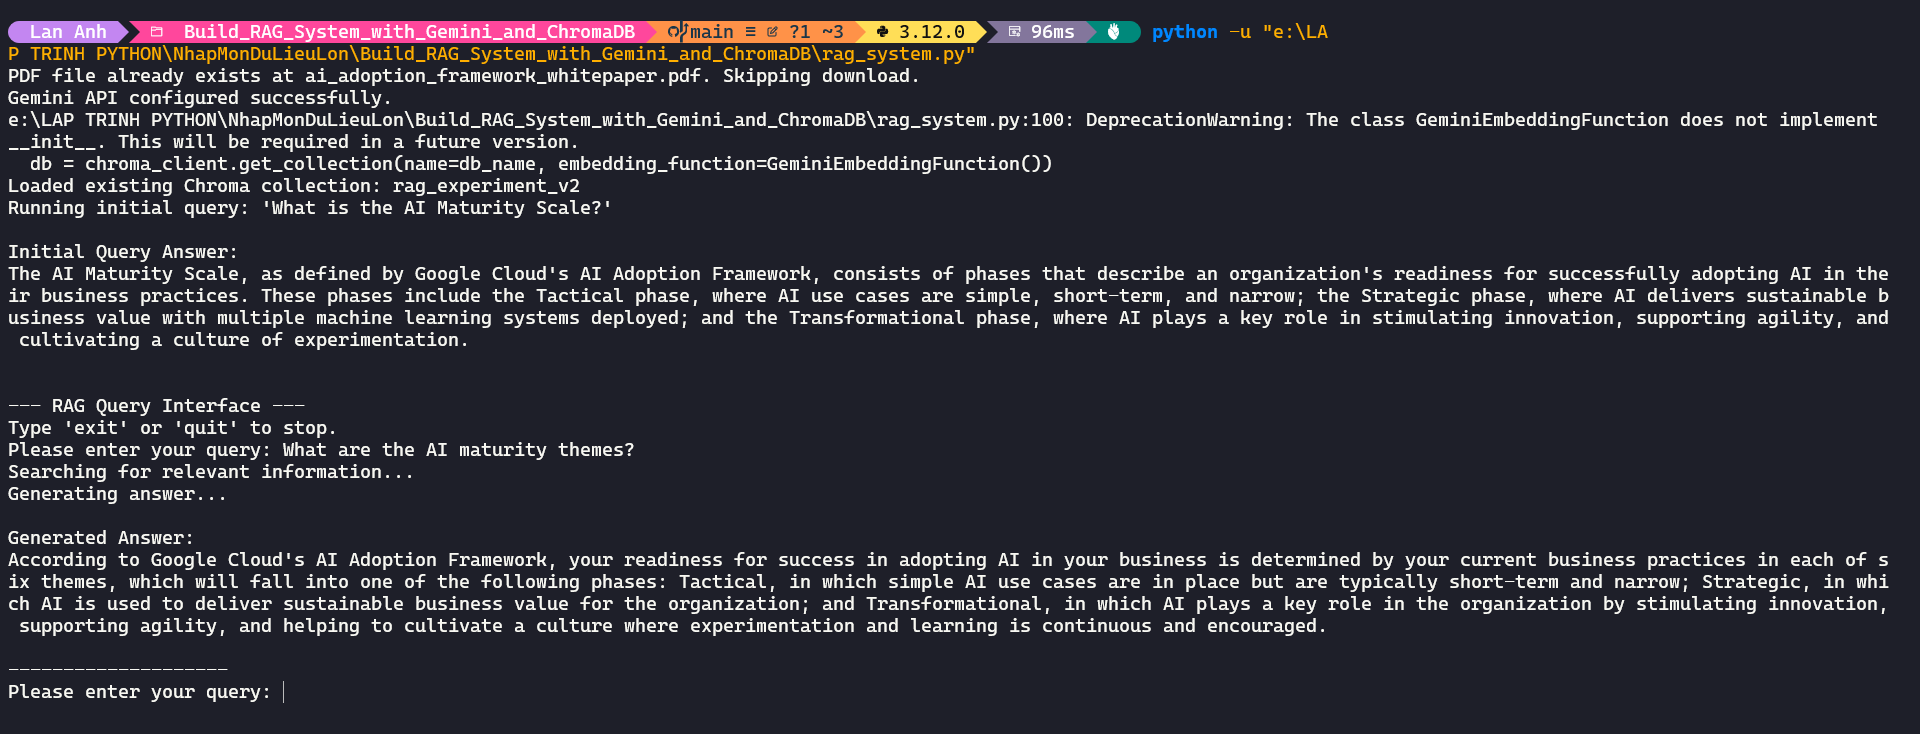 Lan Anh Build_RAG_System_with_Gemini_and_ChromaDB main ≡ ?1 ~3 3.12.0 96ms python -u "e:\LA
P TRINH PYTHON\NhapMonDuLieuLon\Build_RAG_System_with_Gemini_and_ChromaDB\rag_system.py"
PDF file already exists at ai_adoption_framework_whitepaper.pdf. Skipping download.
Gemini API configured successfully.
e:\LAP TRINH PYTHON\NhapMonDuLieuLon\Build_RAG_System_with_Gemini_and_ChromaDB\rag_system.py:100: DeprecationWarning: The class GeminiEmbeddingFunction does not implement
__init__. This will be required in a future version.
  db = chroma_client.get_collection(name=db_name, embedding_function=GeminiEmbeddingFunction())
Loaded existing Chroma collection: rag_experiment_v2
Running initial query: 'What is the AI Maturity Scale?'
Initial Query Answer:
The AI Maturity Scale, as defined by Google Cloud's AI Adoption Framework, consists of phases that describe an organization's readiness for successfully adopting AI in the
ir business practices. These phases include the Tactical phase, where AI use cases are simple, short-term, and narrow; the Strategic phase, where AI delivers sustainable b
usiness value with multiple machine learning systems deployed; and the Transformational phase, where AI plays a key role in stimulating innovation, supporting agility, and
 cultivating a culture of experimentation.
--- RAG Query Interface ---
Type 'exit' or 'quit' to stop.
Please enter your query: What are the AI maturity themes?
Searching for relevant information...
Generating answer...
Generated Answer:
According to Google Cloud's AI Adoption Framework, your readiness for success in adopting AI in your business is determined by your current business practices in each of s
ix themes, which will fall into one of the following phases: Tactical, in which simple AI use cases are in place but are typically short-term and narrow; Strategic, in whi
ch AI is used to deliver sustainable business value for the organization; and Transformational, in which AI plays a key role in the organization by stimulating innovation,
 supporting agility, and helping to cultivate a culture where experimentation and learning is continuous and encouraged.
--------------------
Please enter your query: